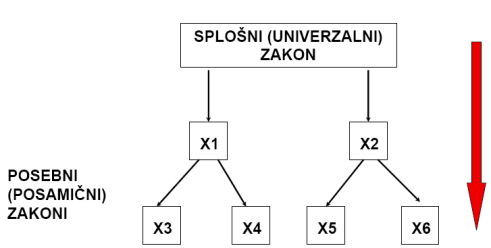 SPLOŠNI (UNIVERZALNI)
ZAKON
X1
X2
POSEBNI
(POSAMIČNI)
ZAKONI
X3
X4
X5
X6